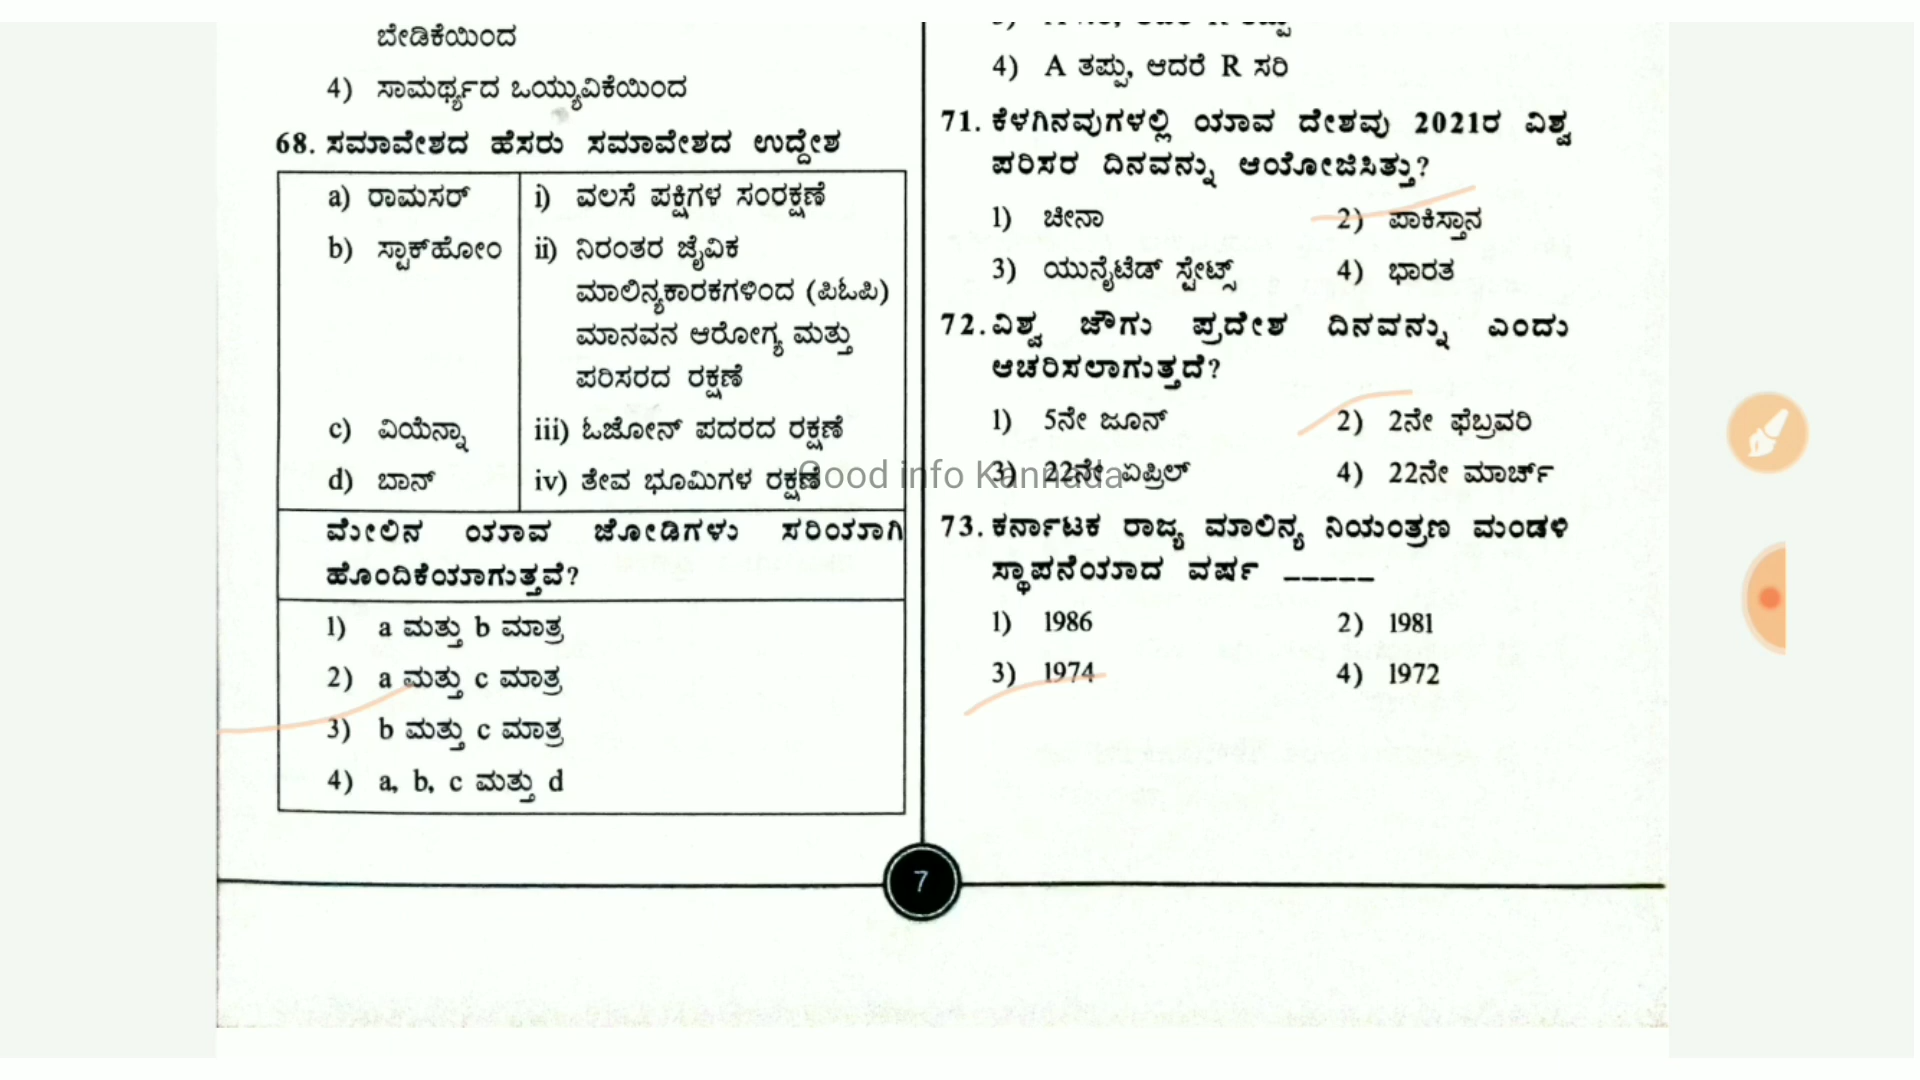 ಬೇಡಿಕೆಯಿಂದ
4) ಸಾಮರ್ಥ್ಯದ ಒಯ್ಯುವಿಕೆಯಿಂದ
68. ಸಮಾವೇಶದ ಹೆಸರು ಸಮಾವೇಶದ ಉದ್ದೇಶ
a) ರಾಮಸರ್ i) ವಲಸೆ ಪಕ್ಷಿಗಳ ಸಂರಕ್ಷಣೆ
b) ಸ್ಟಾಕ್‌ಹೋಂ ii) ನಿರಂತರ ಜೈವಿಕ
ಮಾಲಿನ್ಯಕಾರಕಗಳಿಂದ (ಪಿಓಪಿ)
ಮಾನವನ ಆರೋಗ್ಯ ಮತ್ತು
ಪರಿಸರದ ರಕ್ಷಣೆ
c) ವಿಯೆನ್ನಾ iii) ಓಜೋನ್ ಪದರದ ರಕ್ಷಣೆ
d) ಬಾನ್ iv) ತೇವ ಭೂಮಿಗಳ ರಕ್ಷಣೆ
ಮೇಲಿನ ಯಾವ ಜೋಡಿಗಳು ಸರಿಯಾಗಿ
ಹೊಂದಿಕೆಯಾಗುತ್ತವೆ?
1) a ಮತ್ತು b ಮಾತ್ರ
2) a ಮತ್ತು c ಮಾತ್ರ
3) b ಮತ್ತು c ಮಾತ್ರ
4) a, b, c ಮತ್ತು d
4) A ತಪ್ಪು, ಆದರೆ R ಸರಿ
71. ಕೆಳಗಿನವುಗಳಲ್ಲಿ ಯಾವ ದೇಶವು 2021ರ ವಿಶ್ವ
ಪರಿಸರ ದಿನವನ್ನು ಆಯೋಜಿಸಿತ್ತು?
1) ಚೀನಾ 2) ಪಾಕಿಸ್ತಾನ
3) ಯುನೈಟೆಡ್ ಸ್ಟೇಟ್ಸ್ 4) ಭಾರತ
72. ವಿಶ್ವ ಜೌಗು ಪ್ರದೇಶ ದಿನವನ್ನು ಎಂದು
ಆಚರಿಸಲಾಗುತ್ತದೆ?
1) 5ನೇ ಜೂನ್ 2) 2ನೇ ಫೆಬ್ರವರಿ
3) 22ನೇ ಏಪ್ರಿಲ್ 4) 22ನೇ ಮಾರ್ಚ್
Good info Kannada
73. ಕರ್ನಾಟಕ ರಾಜ್ಯ ಮಾಲಿನ್ಯ ನಿಯಂತ್ರಣ ಮಂಡಳಿ
ಸ್ಥಾಪನೆಯಾದ ವರ್ಷ _____
1) 1986 2) 1981
3) 1974 4) 1972
7